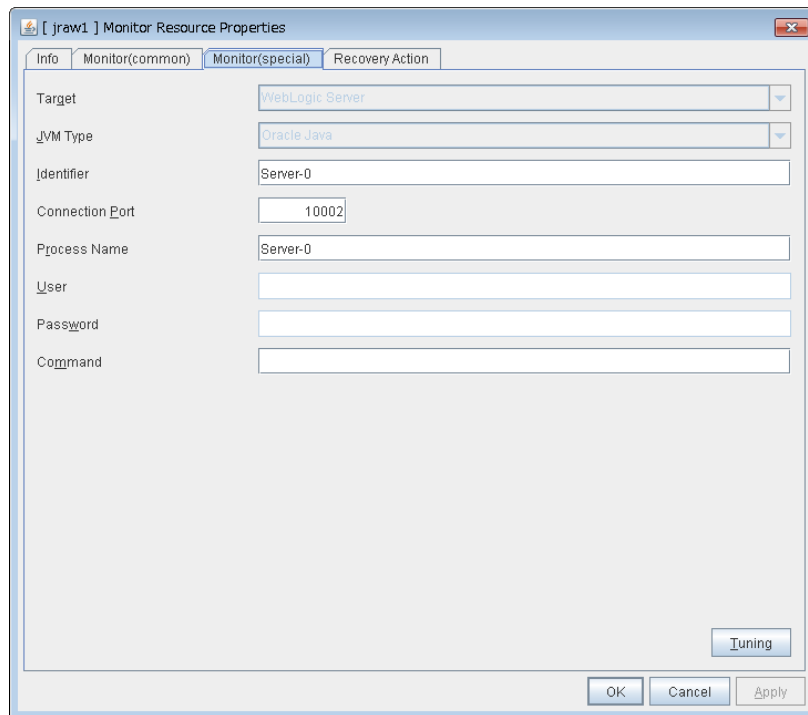 [ jraw1 ] Monitor Resource Properties
Info Monitor(common) Monitor(special) Recovery Action
Target WebLogic Server
JVM Type Oracle Java
Identifier Server-0
Connection Port 10002
Process Name Server-0
User
Password
Command
Tuning
OK Cancel Apply